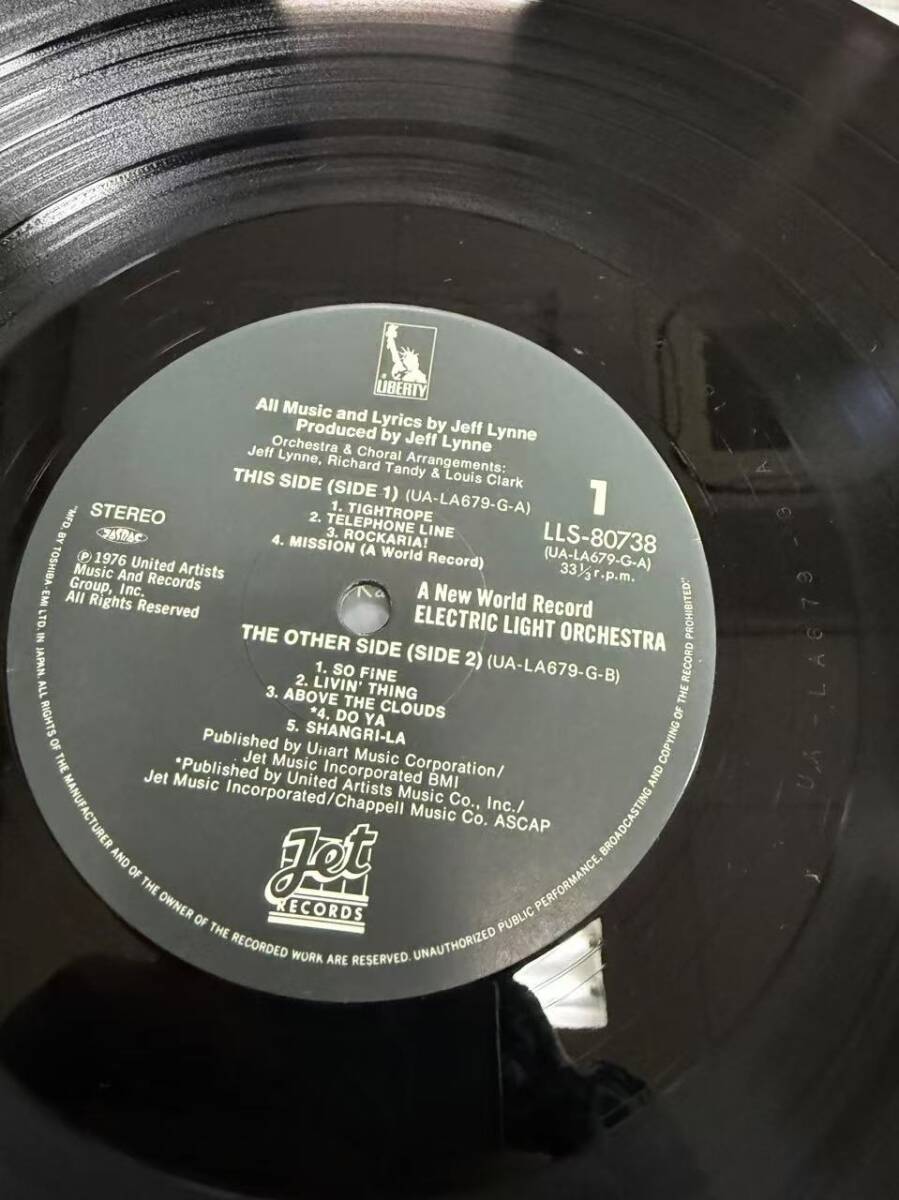 LIBERTY
All Music and Lyrics by Jeff Lynne
Produced by Jeff Lynne
Orchestra & Choral Arrangements:
Jeff Lynne, Richard Tandy & Louis Clark
THIS SIDE (SIDE 1) (UA-LA679-G-A)
1. TIGHTROPE
2. TELEPHONE LINE
3. ROCKARIA!
4. MISSION (A World Record)
STEREO
℗ 1976 United Artists
Music And Records
Group, Inc.
All Rights Reserved
1
LLS-80738
(UA-LA679-G-A)
33⅓ r.p.m.
A New World Record
ELECTRIC LIGHT ORCHESTRA
THE OTHER SIDE (SIDE 2) (UA-LA679-G-B)
1. SO FINE
2. LIVIN' THING
3. ABOVE THE CLOUDS
*4. DO YA
5. SHANGRI-LA
Published by Unart Music Corporation/
Jet Music Incorporated BMI
*Published by United Artists Music Co., Inc./
Jet Music Incorporated/Chappell Music Co. ASCAP
Jet
RECORDS
"MFD. BY TOSHIBA-EMI LTD. IN JAPAN. ALL RIGHTS OF THE MANUFACTURER AND OF THE OWNER OF THE RECORDED WORK ARE RESERVED. UNAUTHORIZED PUBLIC PERFORMANCE, BROADCASTING AND COPYING OF THE RECORD PROHIBITED."